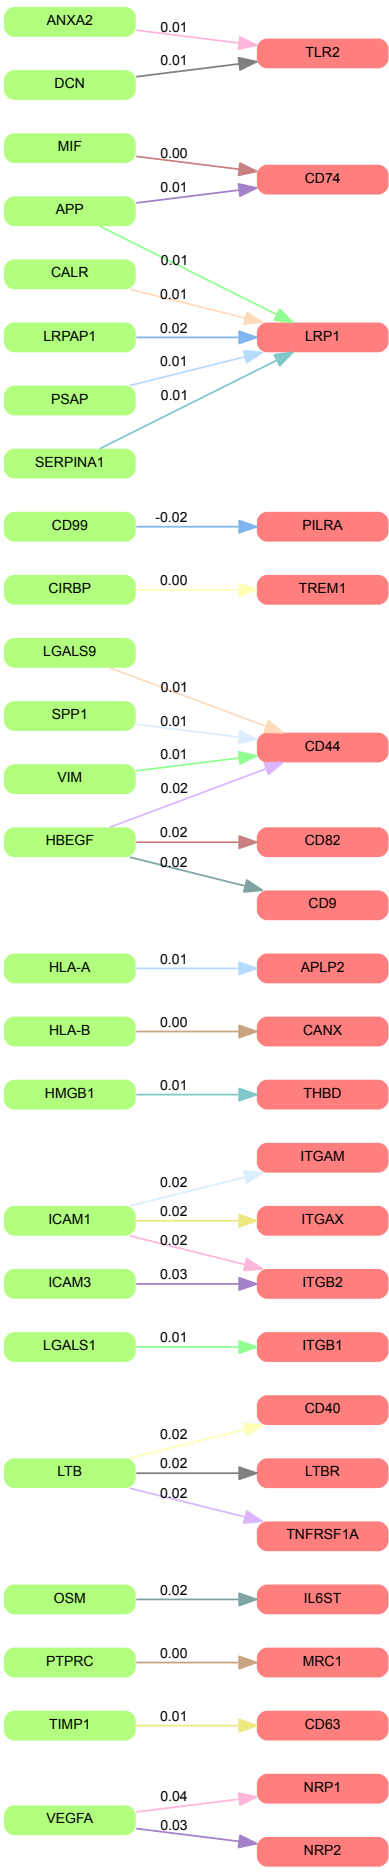 ANXA2
0.01
TLR2
DCN
0.01
MIF
0.00
CD74
APP
0.01
0.01
CALR
0.01
LRPAP1
0.02
LRP1
PSAP
0.01
0.01
SERPINA1
CD99
-0.02
PILRA
CIRBP
0.00
TREM1
LGALS9
0.01
SPP1
0.01
CD44
VIM
0.01
0.02
HBEGF
0.02
CD82
0.02
CD9
HLA-A
0.01
APLP2
HLA-B
0.00
CANX
HMGB1
0.01
THBD
ITGAM
0.02
ICAM1
0.02
ITGAX
0.02
ICAM3
0.03
ITGB2
LGALS1
0.01
ITGB1
CD40
0.02
LTB
0.02
LTBR
0.02
TNFRSF1A
OSM
0.02
IL6ST
PTPRC
0.00
MRC1
TIMP1
0.01
CD63
NRP1
0.04
VEGFA
0.03
NRP2